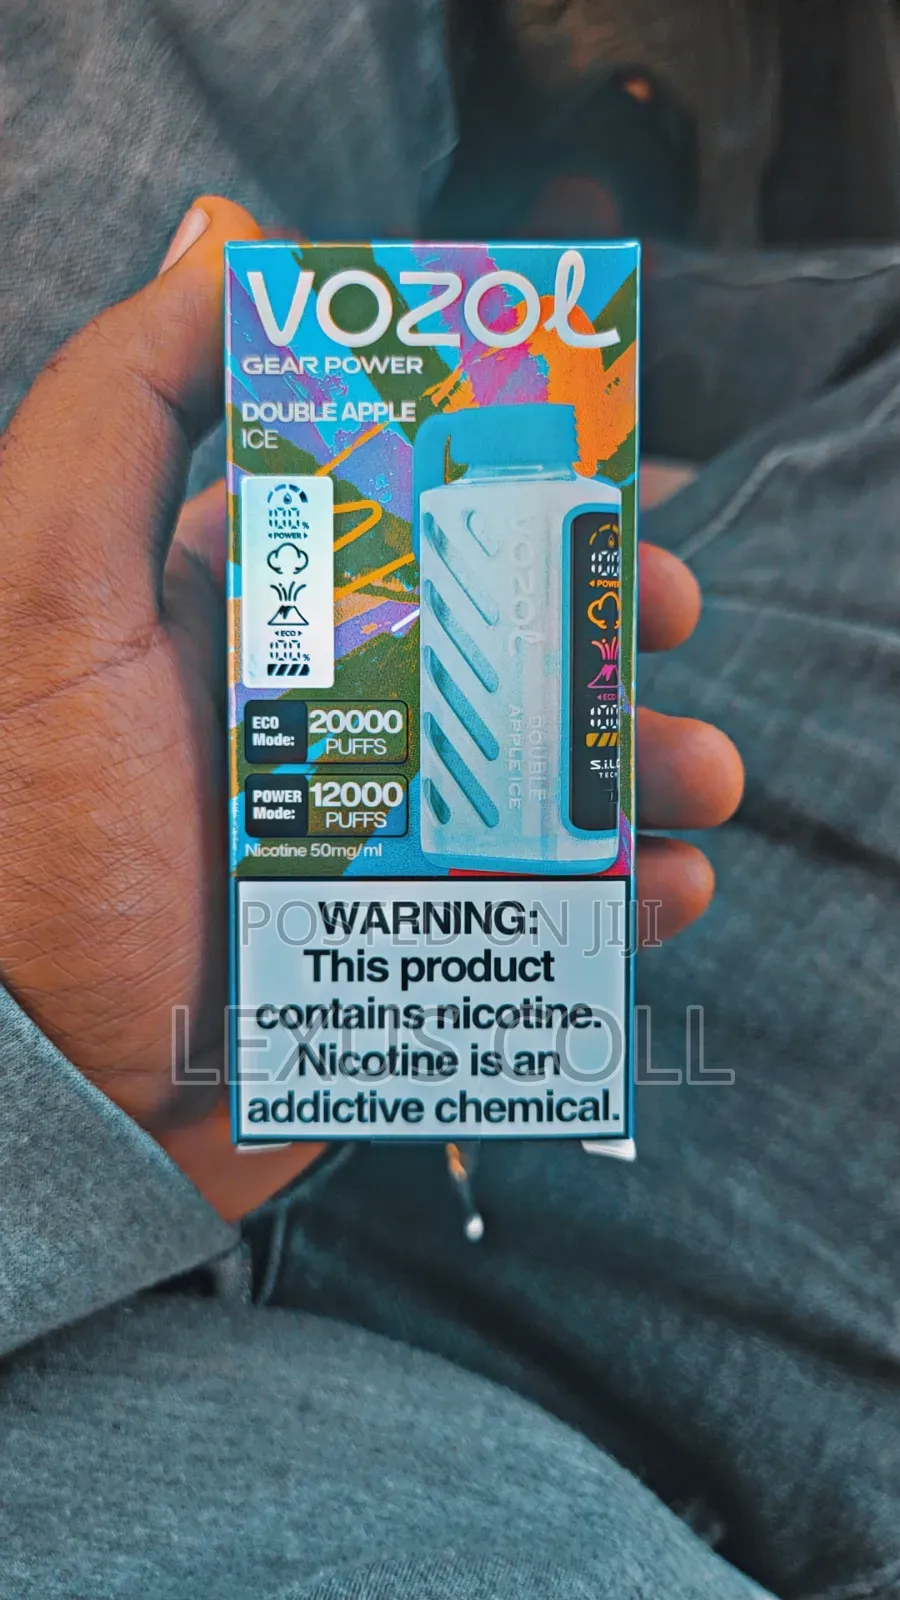 VOZOL
GEAR POWER
DOUBLE APPLE
ICE
100%
POWER
ECO
100%
ECO Mode: 20000 PUFFS
POWER Mode: 12000 PUFFS
Nicotine 50mg/ml
VOZOL
DOUBLE
APPLE ICE
WARNING:
This product
contains nicotine.
Nicotine is an
addictive chemical.
POSTED ON JIJI
LEXUS COLL